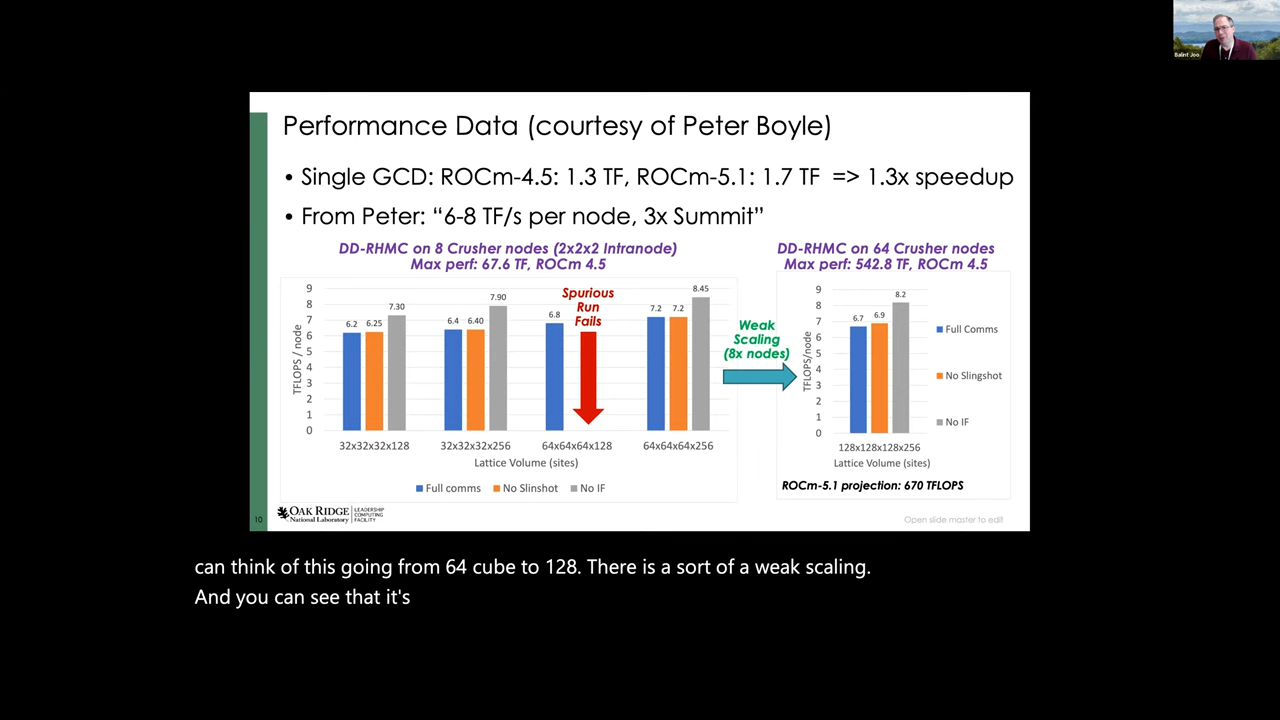 Balint Joo
Performance Data (courtesy of Peter Boyle)
• Single GCD: ROCm-4.5: 1.3 TF, ROCm-5.1: 1.7 TF => 1.3x speedup
• From Peter: “6-8 TF/s per node, 3x Summit”
DD-RHMC on 8 Crusher nodes (2x2x2 Intranode)
Max perf: 67.6 TF, ROCm 4.5
TFLOPS / node
9
8
7
6
5
4
3
2
1
0
6.2
6.25
7.30
6.4
6.40
7.90
6.8
Spurious
Run
Fails
7.2
7.2
8.45
32x32x32x128
32x32x32x256
64x64x64x128
64x64x64x256
Lattice Volume (sites)
Full comms
No Slinshot
No IF
Weak
Scaling
(8x nodes)
DD-RHMC on 64 Crusher nodes
Max perf: 542.8 TF, ROCm 4.5
TFLOPS/node
9
8
7
6
5
4
3
2
1
0
6.7
6.9
8.2
128x128x128x256
Lattice Volume (sites)
Full Comms
No Slingshot
No IF
ROCm-5.1 projection: 670 TFLOPS
10
OAK RIDGE
National Laboratory
LEADERSHIP
COMPUTING
FACILITY
Open slide master to edit
can think of this going from 64 cube to 128. There is a sort of a weak scaling.
And you can see that it's